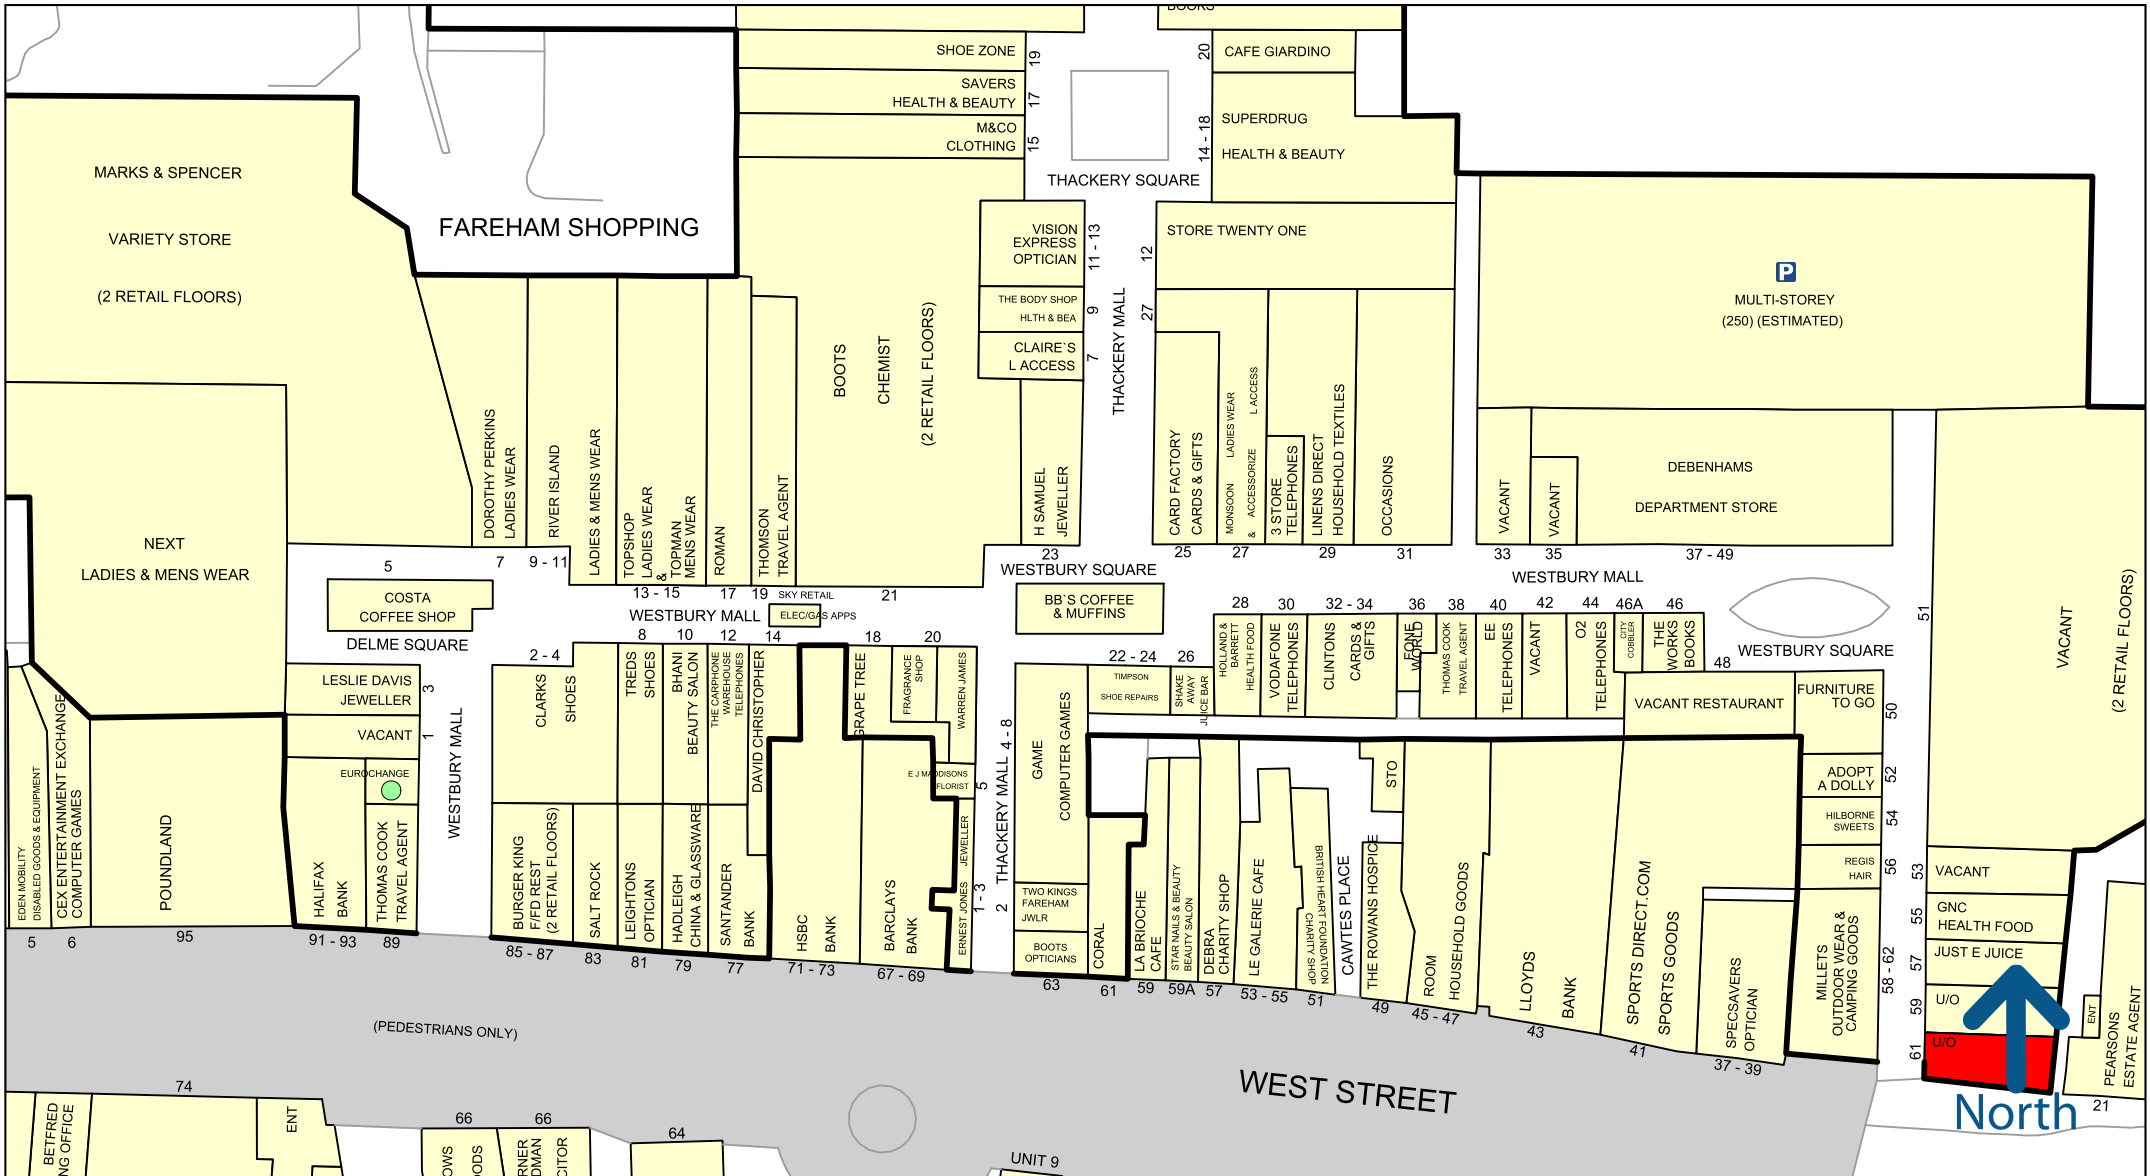 BOOKS
SHOE ZONE
19
SAVERS
HEALTH & BEAUTY
17
M&CO
CLOTHING
15
20
CAFE GIARDINO
14 - 18
SUPERDRUG
HEALTH & BEAUTY
THACKERY SQUARE
MARKS & SPENCER
VARIETY STORE
(2 RETAIL FLOORS)
FAREHAM SHOPPING
VISION
EXPRESS
OPTICIAN
11 - 13
THE BODY SHOP
HLTH & BEA
9
CLAIRE`S
L ACCESS
7
THACKERY MALL
12
STORE TWENTY ONE
27
P
MULTI-STOREY
(250) (ESTIMATED)
BOOTS
CHEMIST
(2 RETAIL FLOORS)
DOROTHY PERKINS
LADIES WEAR
RIVER ISLAND
LADIES & MENS WEAR
TOPSHOP
LADIES WEAR
&
TOPMAN
MENS WEAR
ROMAN
THOMSON
TRAVEL AGENT
H SAMUEL
JEWELLER
CARD FACTORY
CARDS & GIFTS
MONSOON LADIES WEAR
& ACCESSORIZE L ACCESS
3 STORE
TELEPHONES
LINENS DIRECT
HOUSEHOLD TEXTILES
OCCASIONS
VACANT
VACANT
DEBENHAMS
DEPARTMENT STORE
NEXT
LADIES & MENS WEAR
5
7
9 - 11
13 - 15
17
19
SKY RETAIL
21
23
25
27
29
31
33
35
37 - 49
COSTA
COFFEE SHOP
WESTBURY MALL
ELEC/GAS APPS
WESTBURY SQUARE
BB`S COFFEE
& MUFFINS
WESTBURY MALL
DELME SQUARE
2 - 4
8
10
12
14
18
20
22 - 24
26
28
30
32 - 34
36
38
40
42
44
46A
46
48
WESTBURY SQUARE
51
VACANT
(2 RETAIL FLOORS)
LESLIE DAVIS
JEWELLER
3
VACANT
1
EUROCHANGE
WESTBURY MALL
CLARKS
SHOES
TREDS
SHOES
BHANI
BEAUTY SALON
THE CARPHONE
WAREHOUSE
TELEPHONES
DAVID CHRISTOPHER
GRAPE TREE
FRAGRANCE
SHOP
WARREN JAMES
E J MADDISONS
FLORIST
5
THACKERY MALL
4 - 8
GAME
COMPUTER GAMES
TIMPSON
SHOE REPAIRS
SHAKE
AWAY
JUICE BAR
HOLLAND &
BARRETT
HEALTH FOOD
VODAFONE
TELEPHONES
CLINTONS
CARDS &
GIFTS
FONE
WORLD
THOMAS COOK
TRAVEL AGENT
EE
TELEPHONES
VACANT
O2
TELEPHONES
CITY
COBBLER
THE
WORKS
BOOKS
VACANT RESTAURANT
FURNITURE
TO GO
50
ADOPT
A DOLLY
52
HILBORNE
SWEETS
54
REGIS
HAIR
56
EDEN MOBILITY
DISABLED GOODS & EQUIPMENT
CEX ENTERTAINMENT EXCHANGE
COMPUTER GAMES
POUNDLAND
HALIFAX
BANK
THOMAS COOK
TRAVEL AGENT
BURGER KING
F/FD REST
(2 RETAIL FLOORS)
SALT ROCK
LEIGHTONS
OPTICIAN
HADLEIGH
CHINA & GLASSWARE
SANTANDER
BANK
HSBC
BANK
BARCLAYS
BANK
ERNEST JONES JEWELLER
1 - 3
2
TWO KINGS
FAREHAM
JWLR
BOOTS
OPTICIANS
CORAL
LA BRIOCHE
CAFE
STAR NAILS & BEAUTY
BEAUTY SALON
DEBRA
CHARITY SHOP
LE GALERIE CAFE
BRITISH HEART FOUNDATION
CHARITY SHOP
CAWTES PLACE
STO
THE ROWANS HOSPICE
ROOM
HOUSEHOLD GOODS
LLOYDS
BANK
SPORTS DIRECT.COM
SPORTS GOODS
SPECSAVERS
OPTICIAN
MILLETS
OUTDOOR WEAR &
CAMPING GOODS
58 - 62
53
VACANT
55
GNC
HEALTH FOOD
57
JUST E JUICE
59
U/O
61
U/O
ENT
PEARSONS
ESTATE AGENT
21
North
5
6
95
91 - 93
89
85 - 87
83
81
79
77
71 - 73
67 - 69
63
61
59
59A
57
53 - 55
51
49
45 - 47
43
41
37 - 39
(PEDESTRIANS ONLY)
WEST STREET
74
BETFRED
NG OFFICE
ENT
66
66
OWS
ODS
RNER
DMAN
CITOR
64
UNIT 9